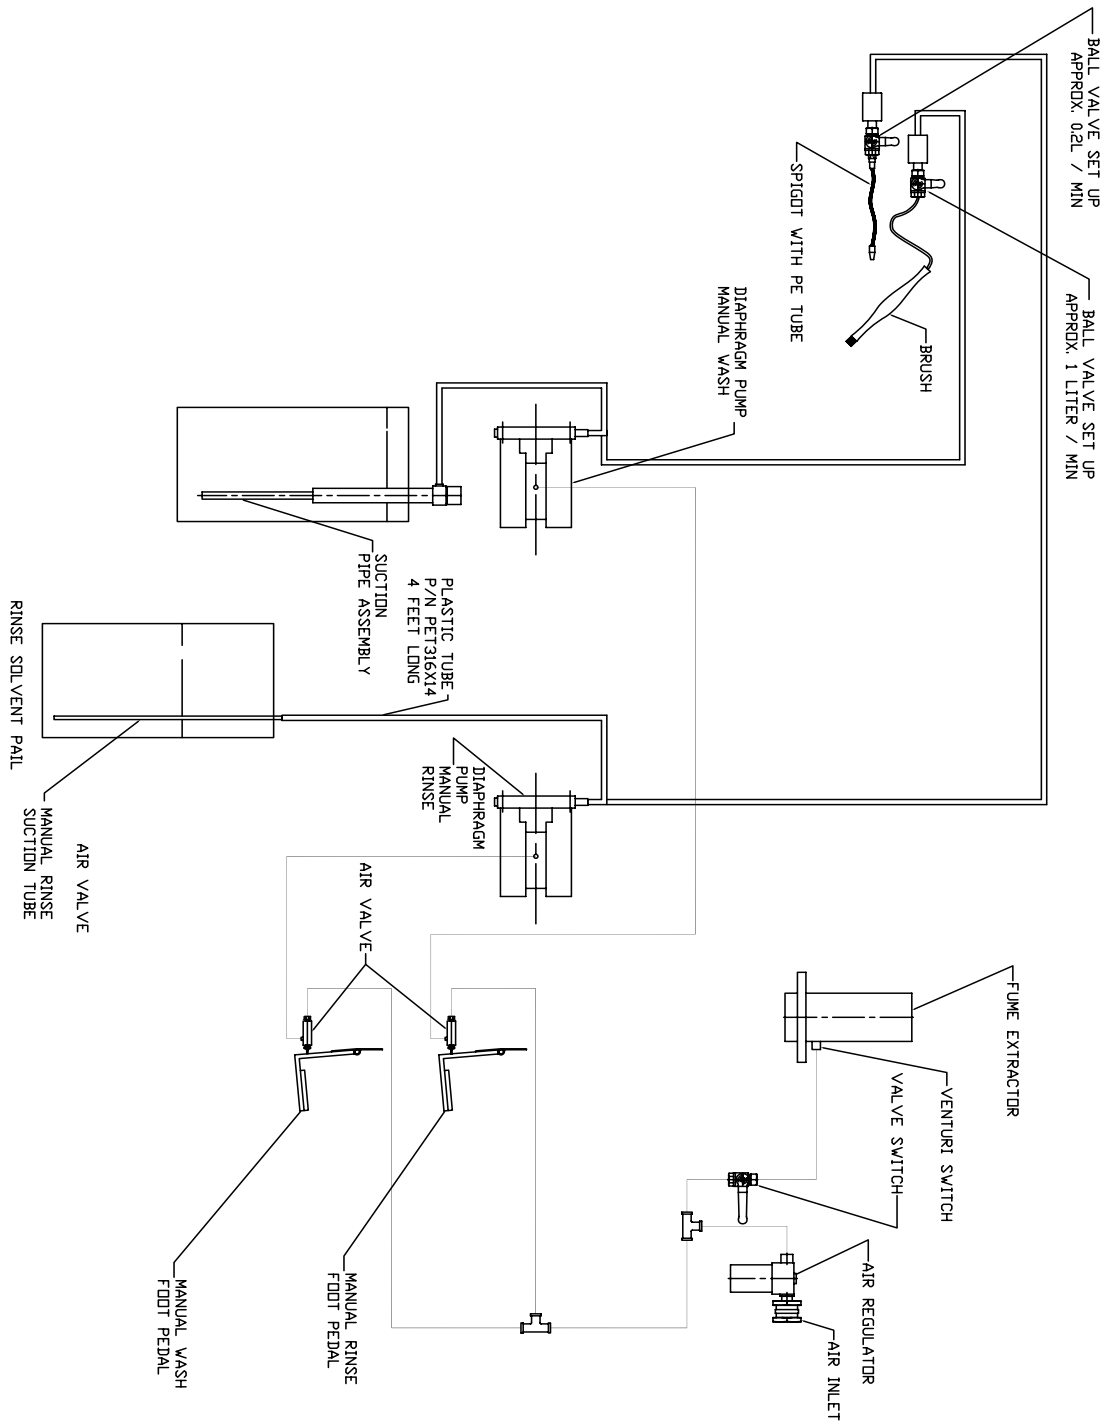 BALL VALVE SET UP
APPROX. 0.2L / MIN
BALL VALVE SET UP
APPROX. 1 LITER / MIN
SPIGOT WITH PE TUBE
BRUSH
DIAPHRAGM PUMP
MANUAL WASH
SUCTION
PIPE ASSEMBLY
PLASTIC TUBE
P/N PET316X14
4 FEET LONG
RINSE SOLVENT PAIL
MANUAL RINSE
SUCTION TUBE
DIAPHRAGM
PUMP
MANUAL
RINSE
AIR VALVE
AIR VALVE
FUME EXTRACTOR
VENTURI SWITCH
VALVE SWITCH
AIR REGULATOR
AIR INLET
MANUAL RINSE
FOOT PEDAL
MANUAL WASH
FOOT PEDAL